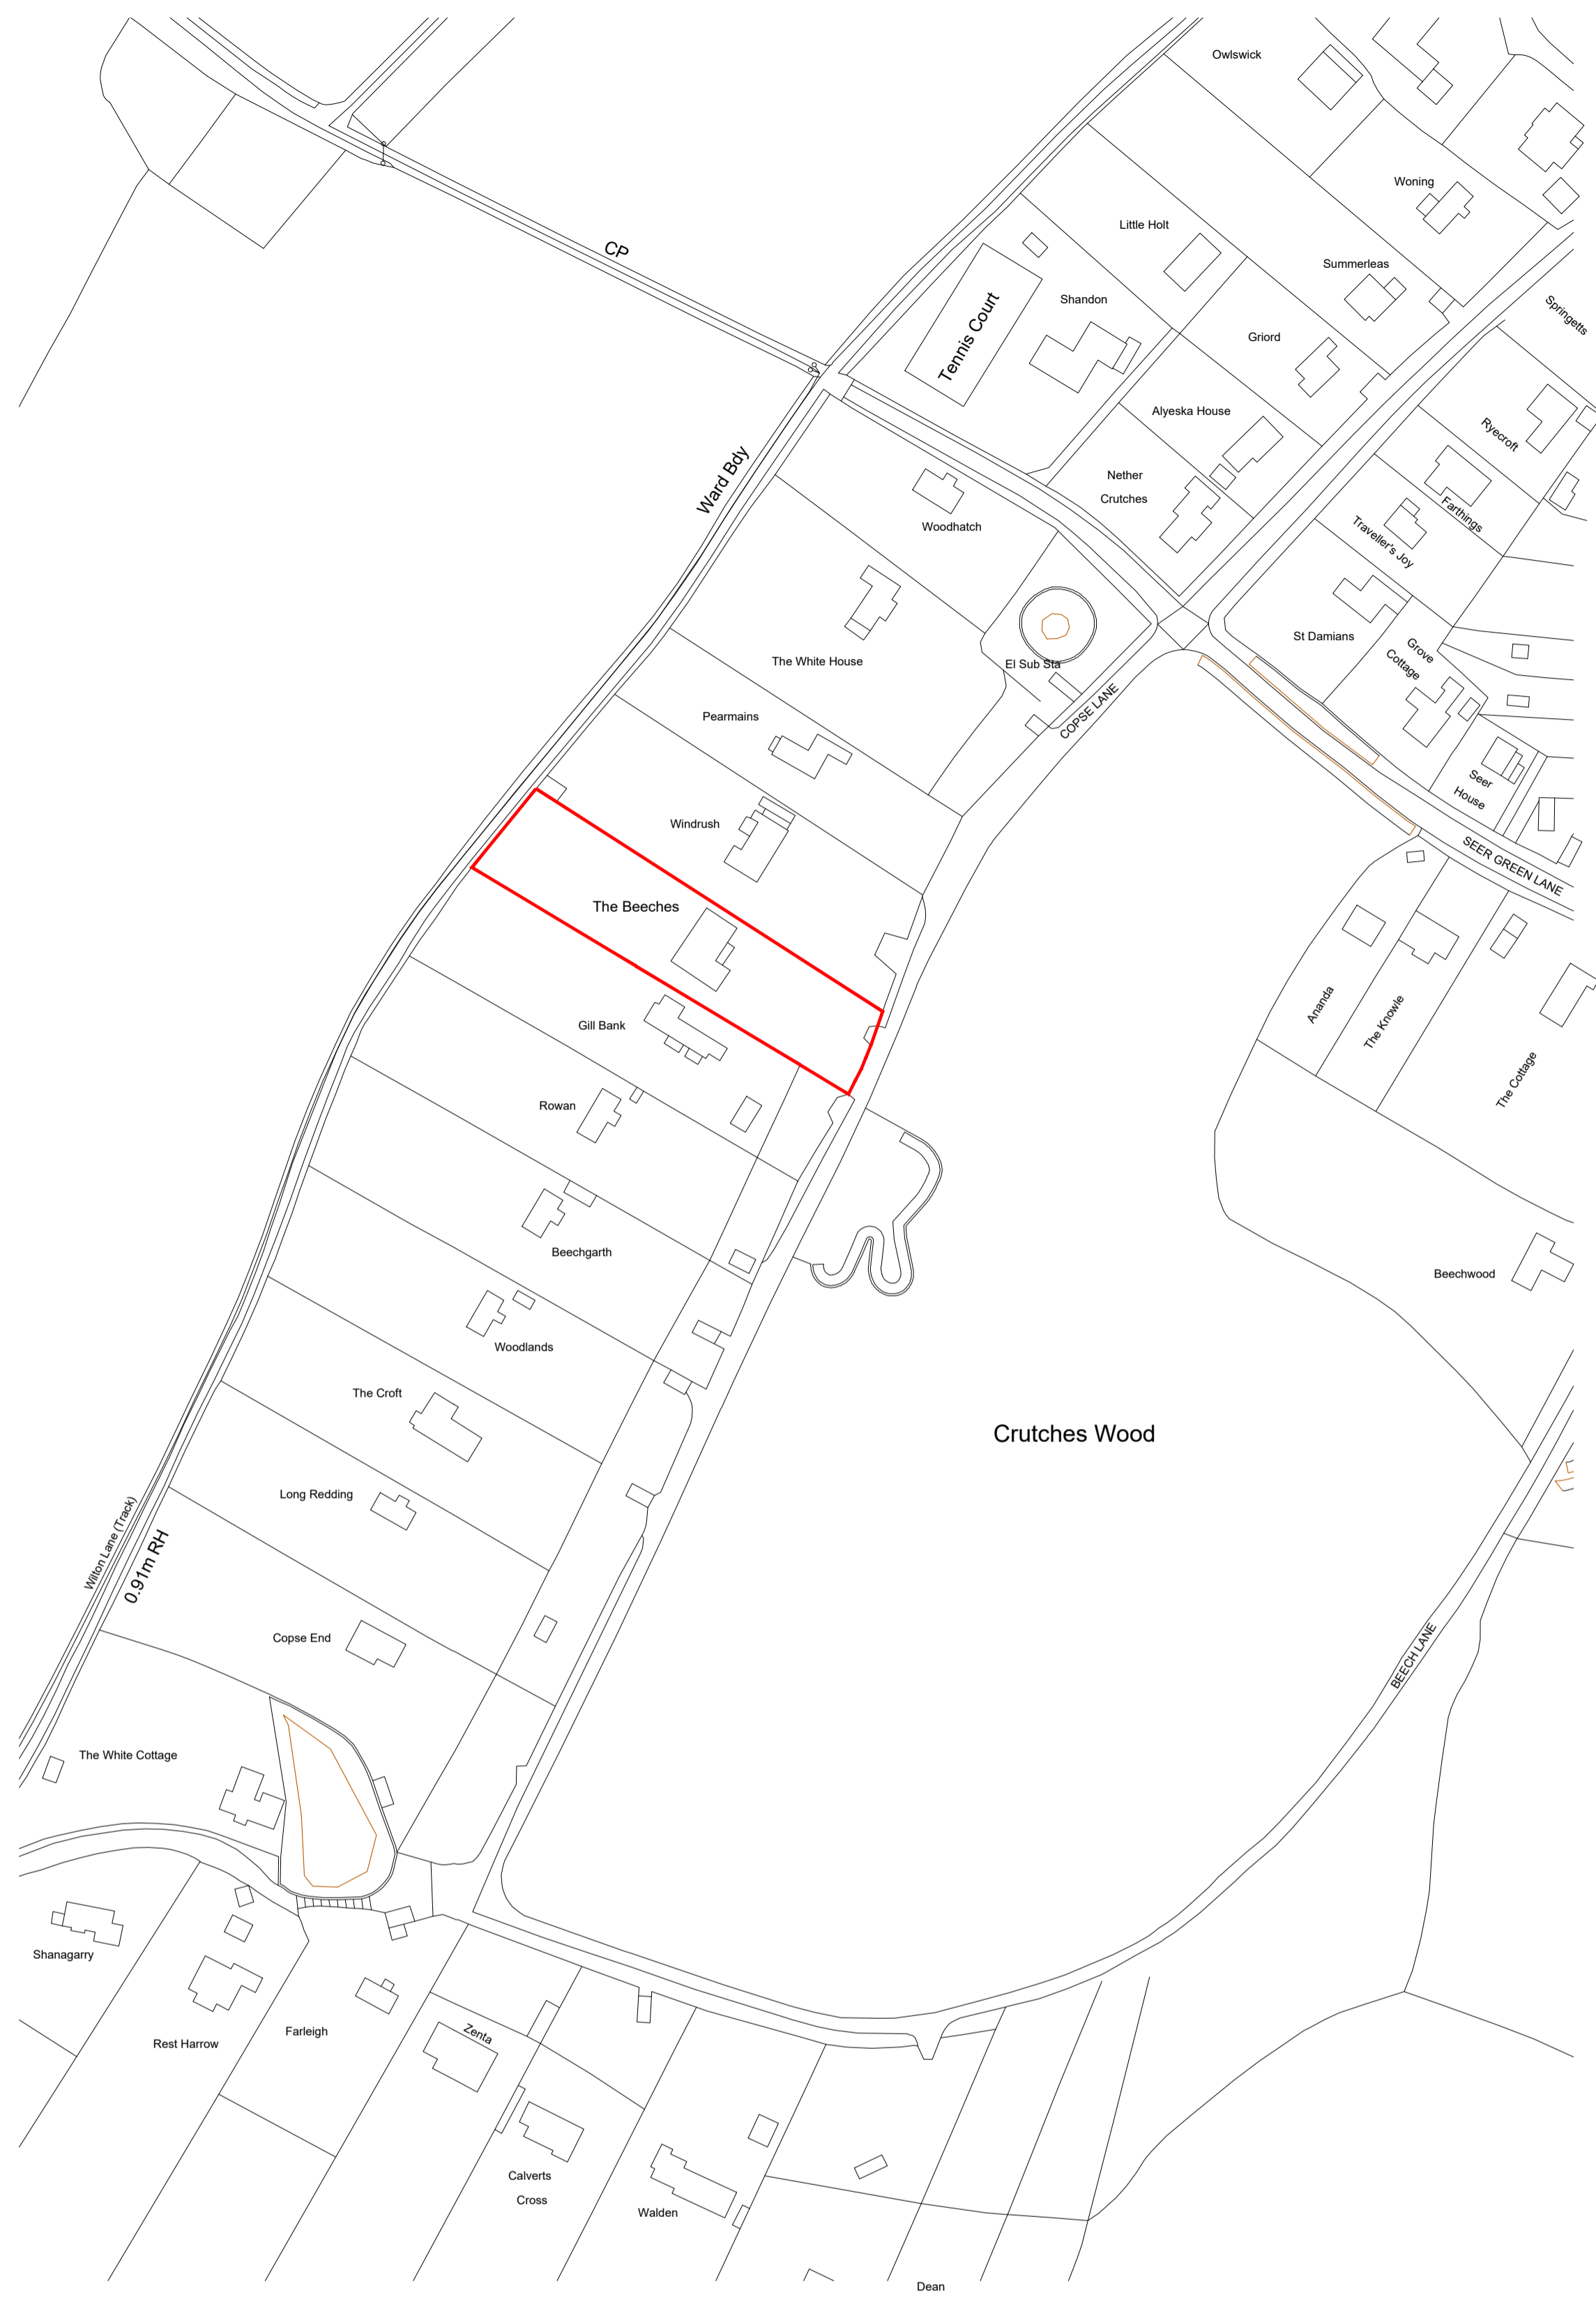 Owlswick
Woning
Little Holt
CP
Summerleas
Shandon
Springetts
Tennis Court
Griord
Alyeska House
Ryecroft
Ward Bdy
Nether
Crutches
Farthings
Woodhatch
Traveller's Joy
St Damians
Grove
Cottage
The White House
El Sub Sta
COPSE LANE
Pearmains
Seer
House
Windrush
SEER GREEN LANE
The Beeches
Ananda
The Knowle
Gill Bank
The Cottage
Rowan
Beechgarth
Beechwood
Woodlands
The Croft
Crutches Wood
Long Redding
Wilton Lane (Track)
0.91m RH
Copse End
BEECH LANE
The White Cottage
Shanagarry
Rest Harrow
Farleigh
Zenta
Calverts
Cross
Walden
Dean